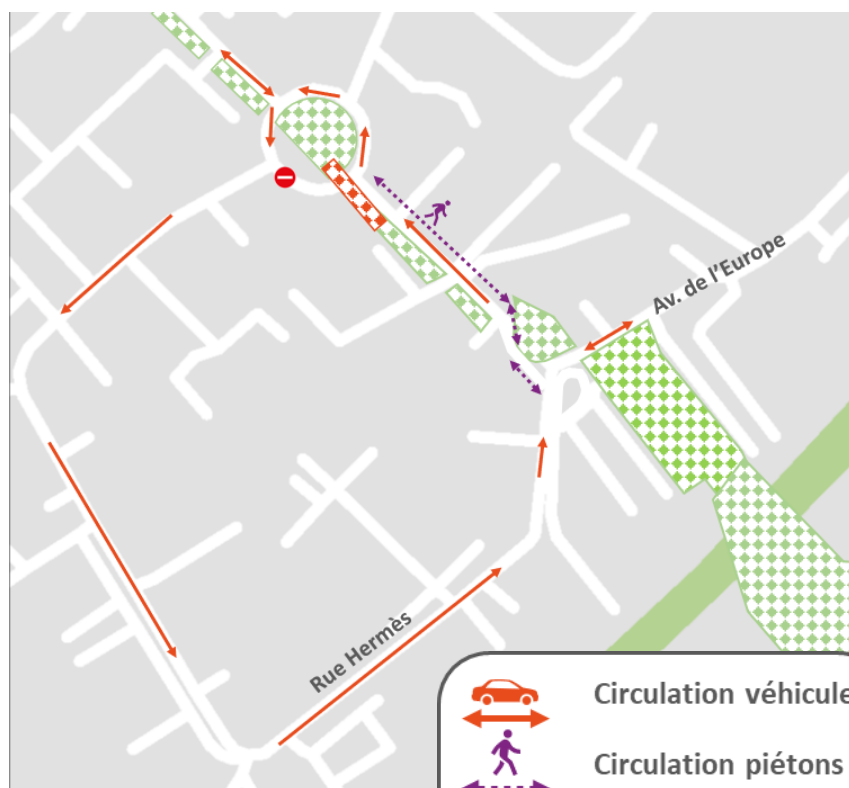 Av. de l'Europe
Rue Hermès
Circulation véhicule
Circulation piétons